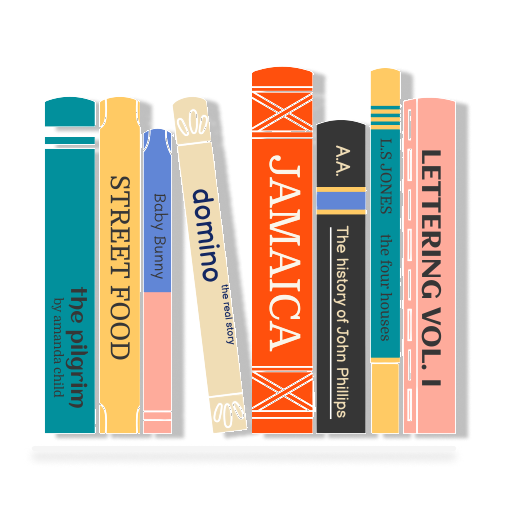 the pilgrim
by amanda child
STREET FOOD
Baby Bunny
domino
the real story
JAMAICA
A.A.
The history of John Phillips
L.S JONES
the four houses
LETTERING VOL. I